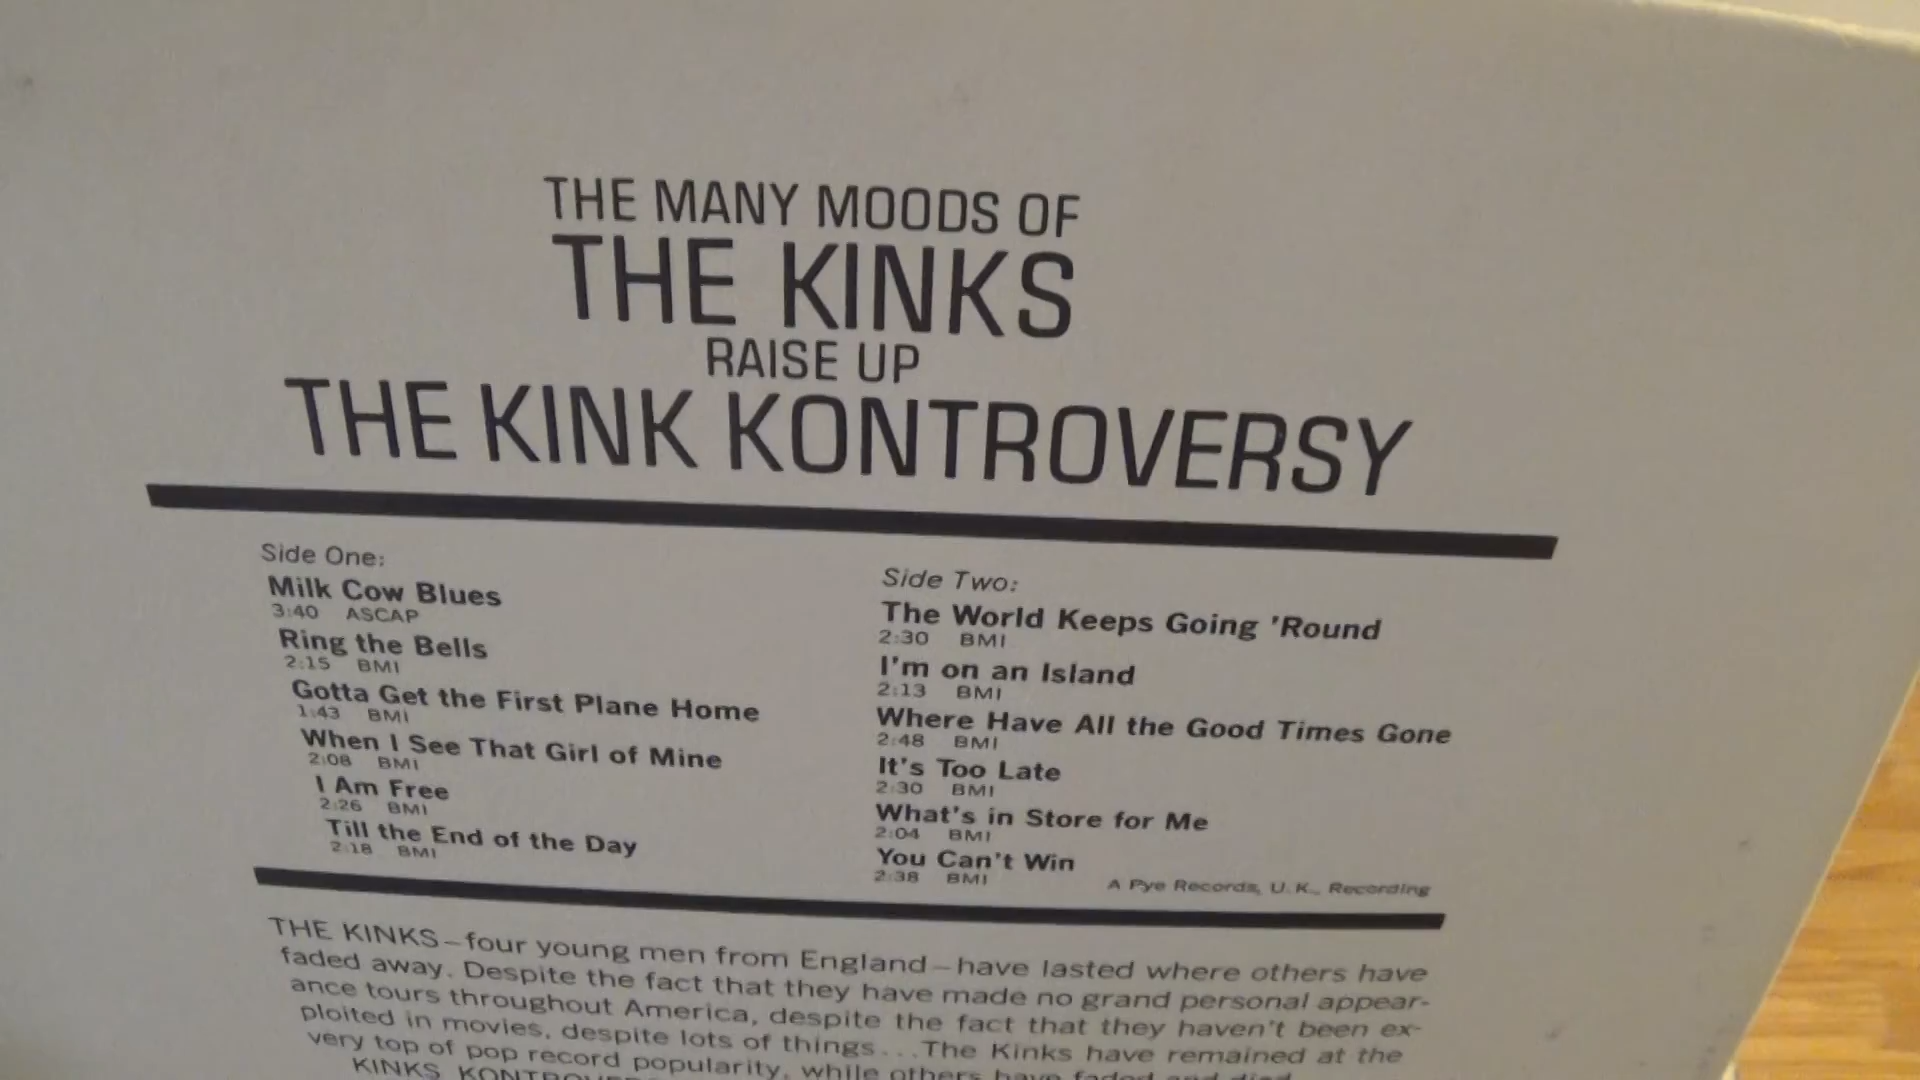 THE MANY MOODS OF
THE KINKS
RAISE UP
THE KINK KONTROVERSY
Side One:
Milk Cow Blues
3:40 ASCAP
Ring the Bells
2:15 BMI
Gotta Get the First Plane Home
1:43 BMI
When I See That Girl of Mine
2:08 BMI
I Am Free
2:26 BMI
Till the End of the Day
2:18 BMI
Side Two:
The World Keeps Going 'Round
2:30 BMI
I'm on an Island
2:13 BMI
Where Have All the Good Times Gone
2:48 BMI
It's Too Late
2:30 BMI
What's in Store for Me
2:04 BMI
You Can't Win
2:38 BMI
A Pye Records, U.K., Recording
THE KINKS—four young men from England—have lasted where others have
faded away. Despite the fact that they have made no grand personal appear-
ance tours throughout America, despite the fact that they haven't been ex-
ploited in movies, despite lots of things...The Kinks have remained at the
very top of pop record popularity, while others have faded and died.
KINKS